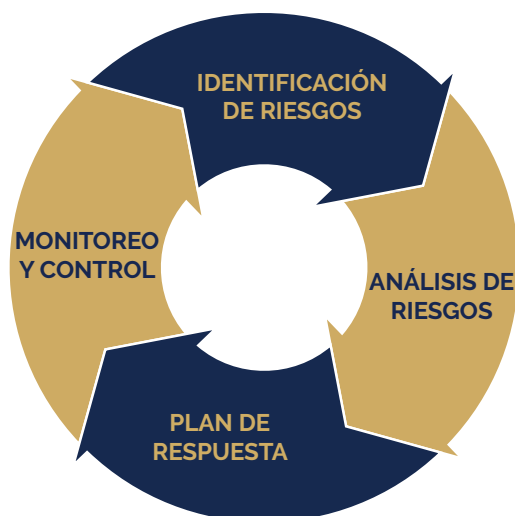 IDENTIFICACIÓN
DE RIESGOS
ANÁLISIS DE
RIESGOS
PLAN DE
RESPUESTA
MONITOREO
Y CONTROL